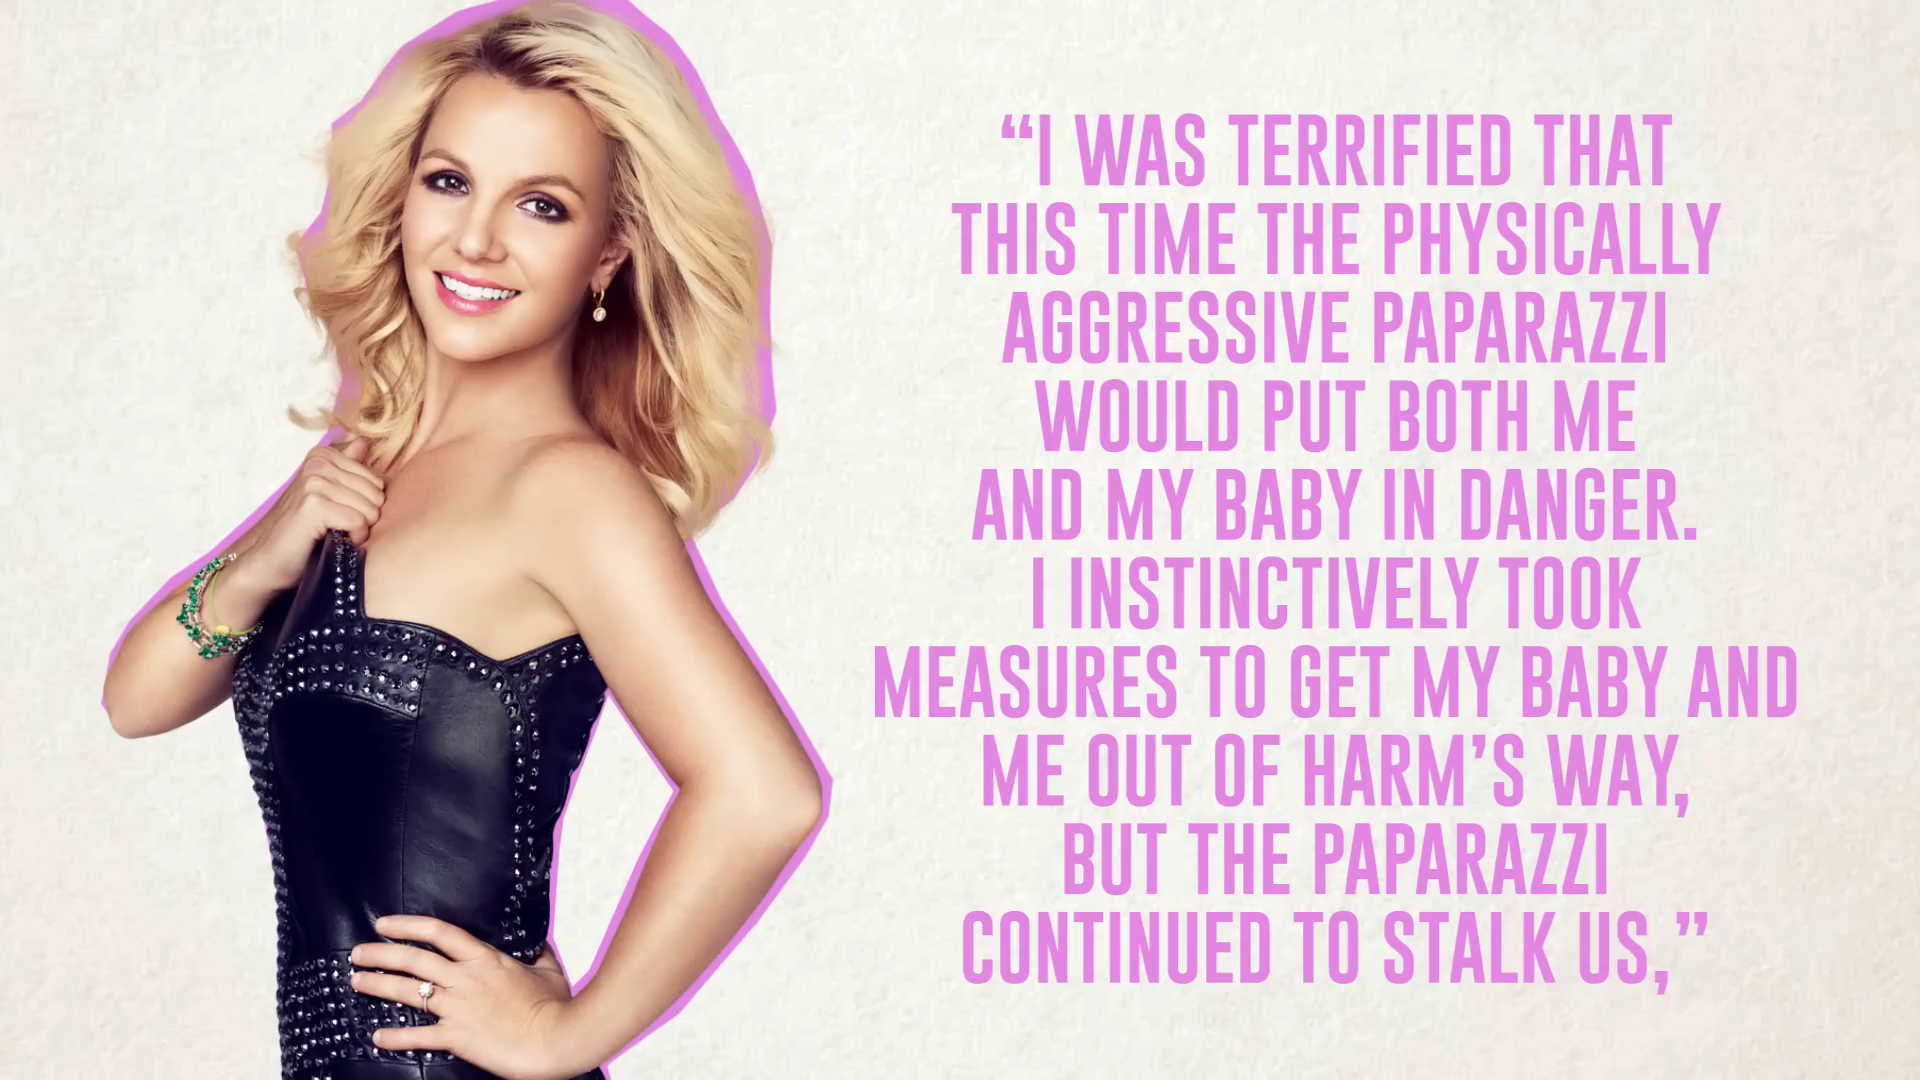 “I WAS TERRIFIED THAT
THIS TIME THE PHYSICALLY
AGGRESSIVE PAPARAZZI
WOULD PUT BOTH ME
AND MY BABY IN DANGER.
I INSTINCTIVELY TOOK
MEASURES TO GET MY BABY AND
ME OUT OF HARM’S WAY,
BUT THE PAPARAZZI
CONTINUED TO STALK US,”